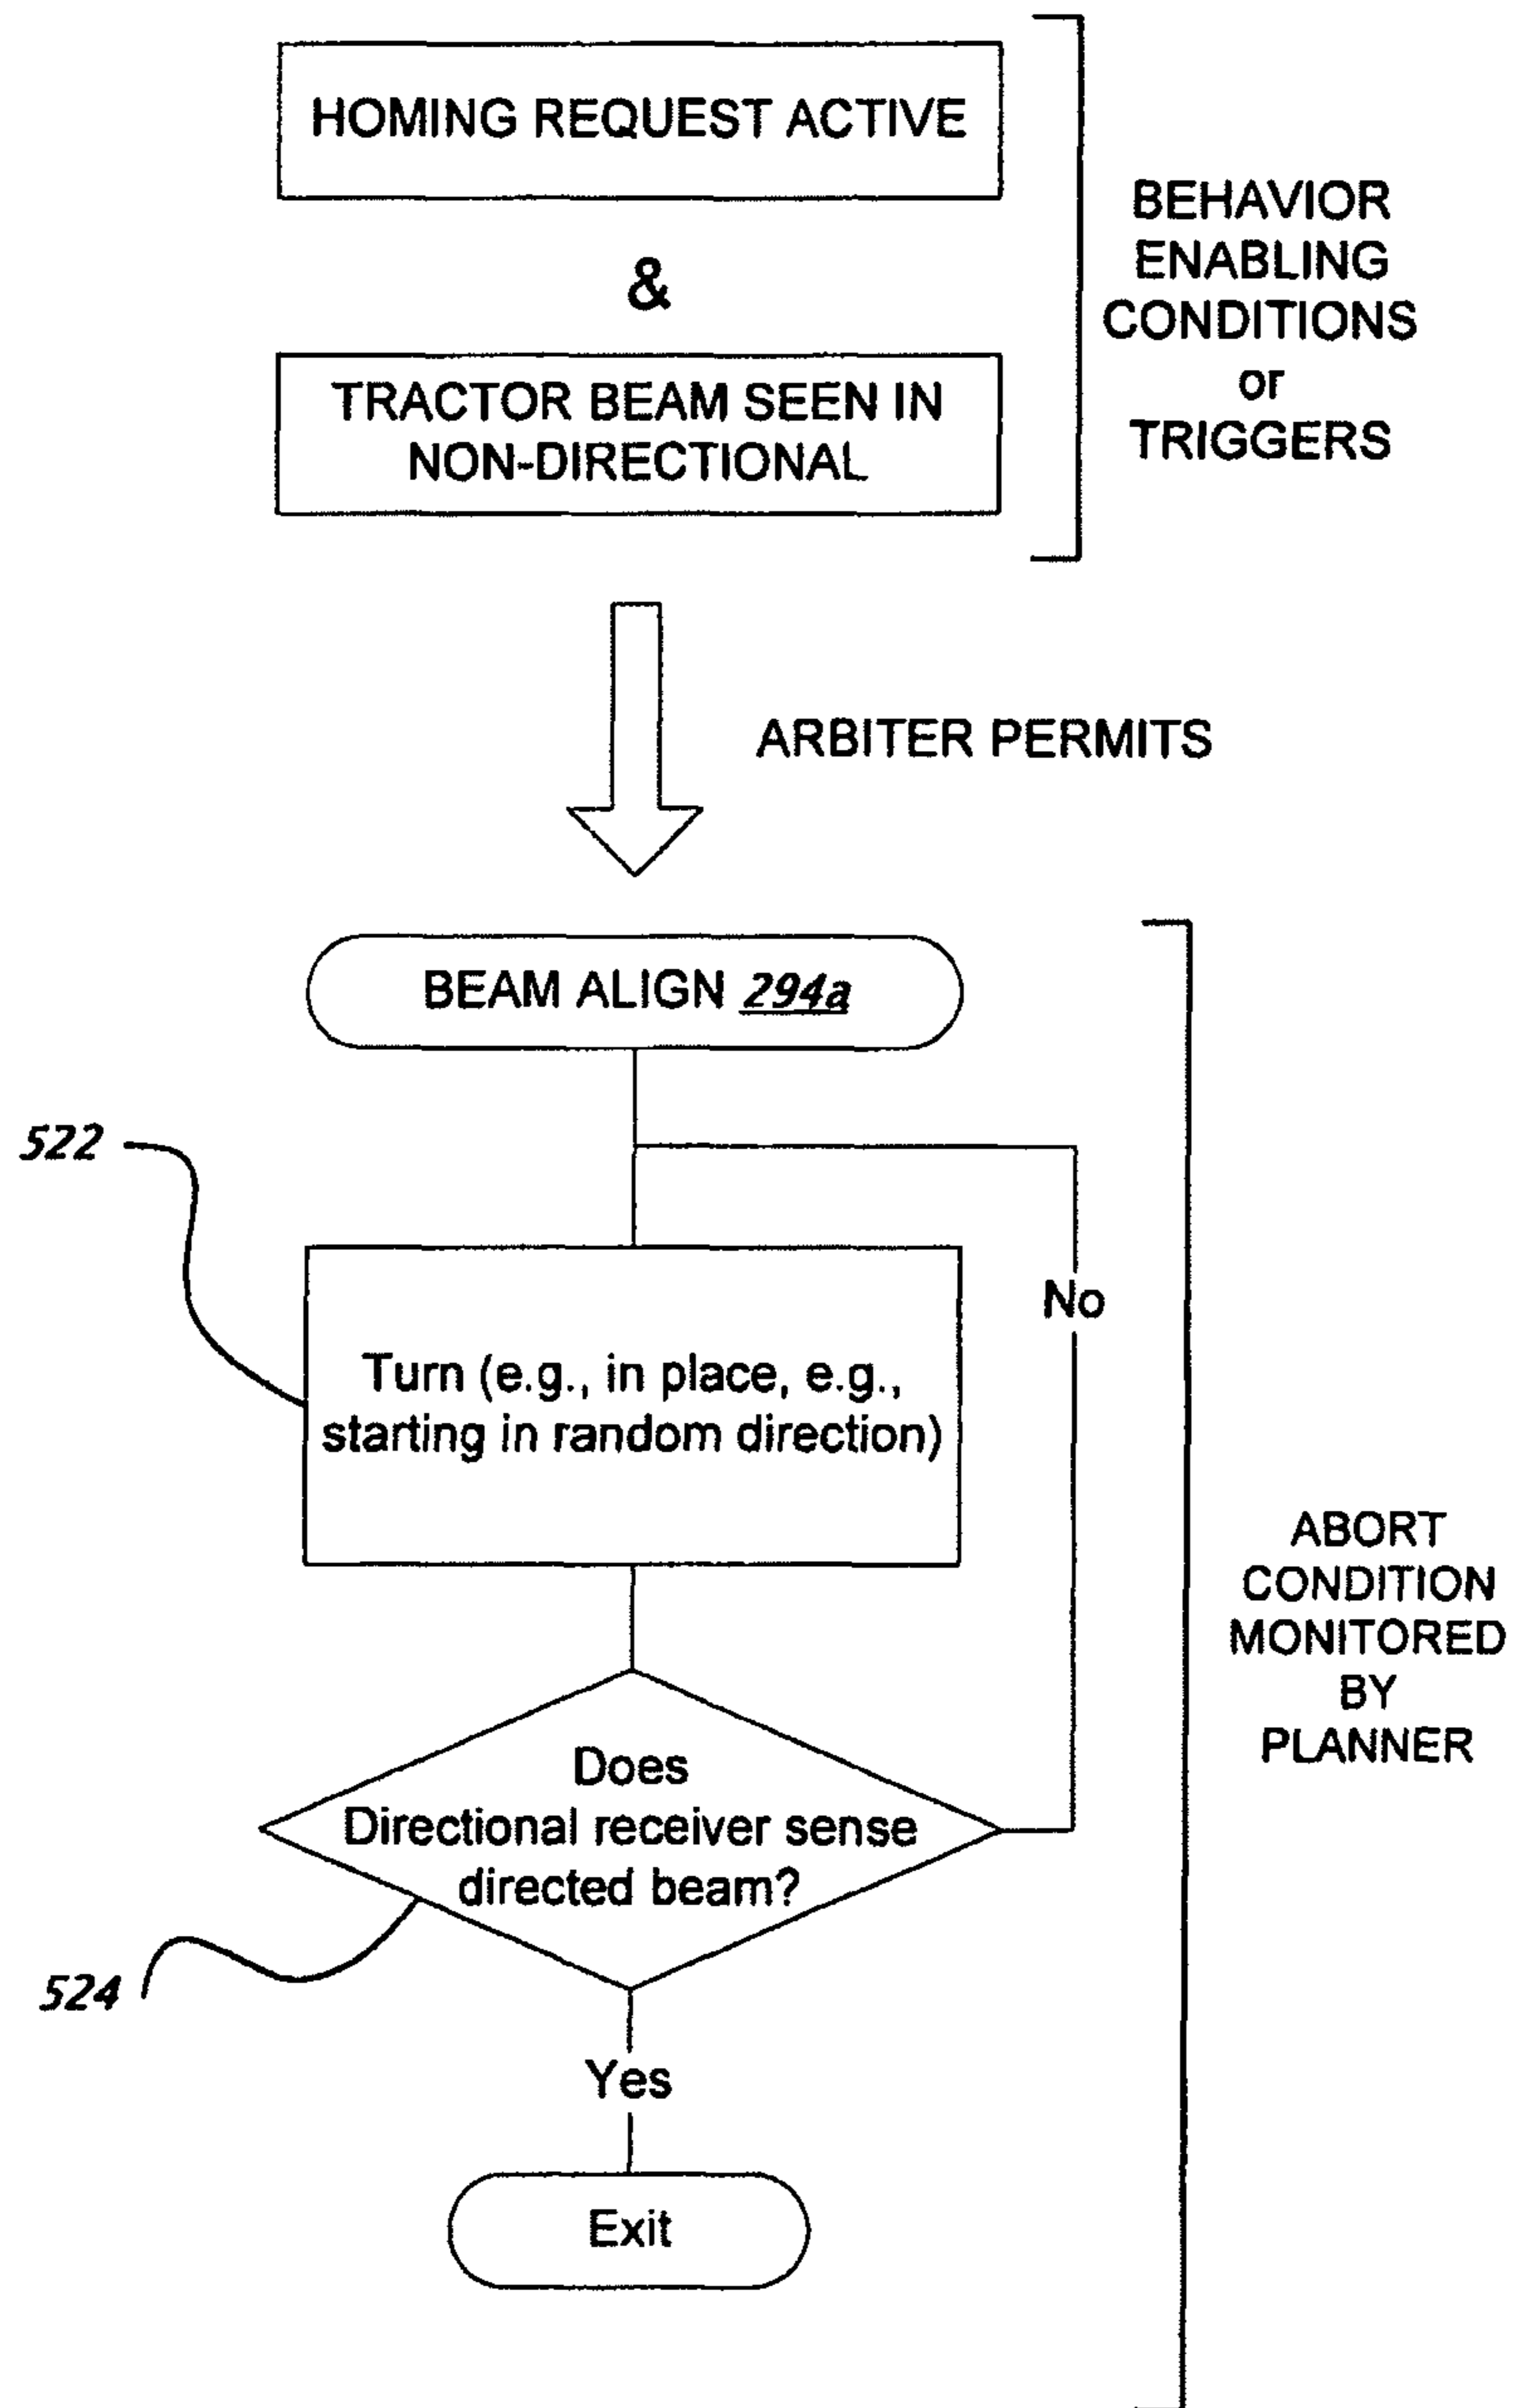 HOMING REQUEST ACTIVE
&
TRACTOR BEAM SEEN IN
NON-DIRECTIONAL
BEHAVIOR
ENABLING
CONDITIONS
or
TRIGGERS
ARBITER PERMITS
BEAM ALIGN 294a
522
No
Turn (e.g., in place, e.g.,
starting in random direction)
ABORT
CONDITION
MONITORED
BY
PLANNER
Does
Directional receiver sense
directed beam?
524
Yes
Exit